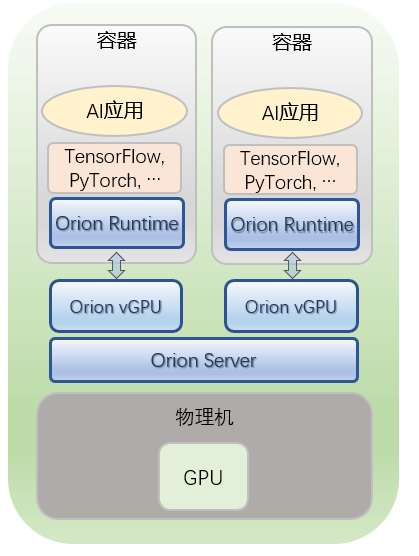 容器
AI应用
TensorFlow,
PyTorch, ...
Orion Runtime
Orion vGPU
容器
AI应用
TensorFlow,
PyTorch, ...
Orion Runtime
Orion vGPU
Orion Server
物理机
GPU